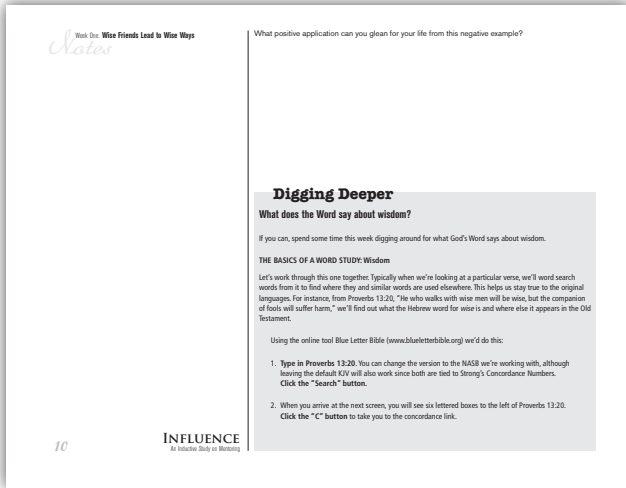 Week One: Wise Friends Lead to Wise Ways
Notes
What positive application can you glean for your life from this negative example?
Digging Deeper
What does the Word say about wisdom?
If you can, spend some time this week digging around for what God's Word says about wisdom.
THE BASICS OF A WORD STUDY: Wisdom
Let's work through this one together. Typically when we're looking at a particular verse, we'll word search
words from it to find where they and similar words are used elsewhere. This helps us stay true to the original
languages. For instance, from Proverbs 13:20, "He who walks with wise men will be wise, but the companion
of fools will suffer harm," we'll find out what the Hebrew word for wise is and where else it appears in the Old
Testament.
Using the online tool Blue Letter Bible (www.blueletterbible.org) we'd do this:
1. Type in Proverbs 13:20. You can change the version to the NASB we're working with, although
leaving the default KJV will also work since both are tied to Strong's Concordance Numbers.
Click the "Search" button.
2. When you arrive at the next screen, you will see six lettered boxes to the left of Proverbs 13:20.
Click the "C" button to take you to the concordance link.
10
INFLUENCE
An Inductive Study on Mentoring